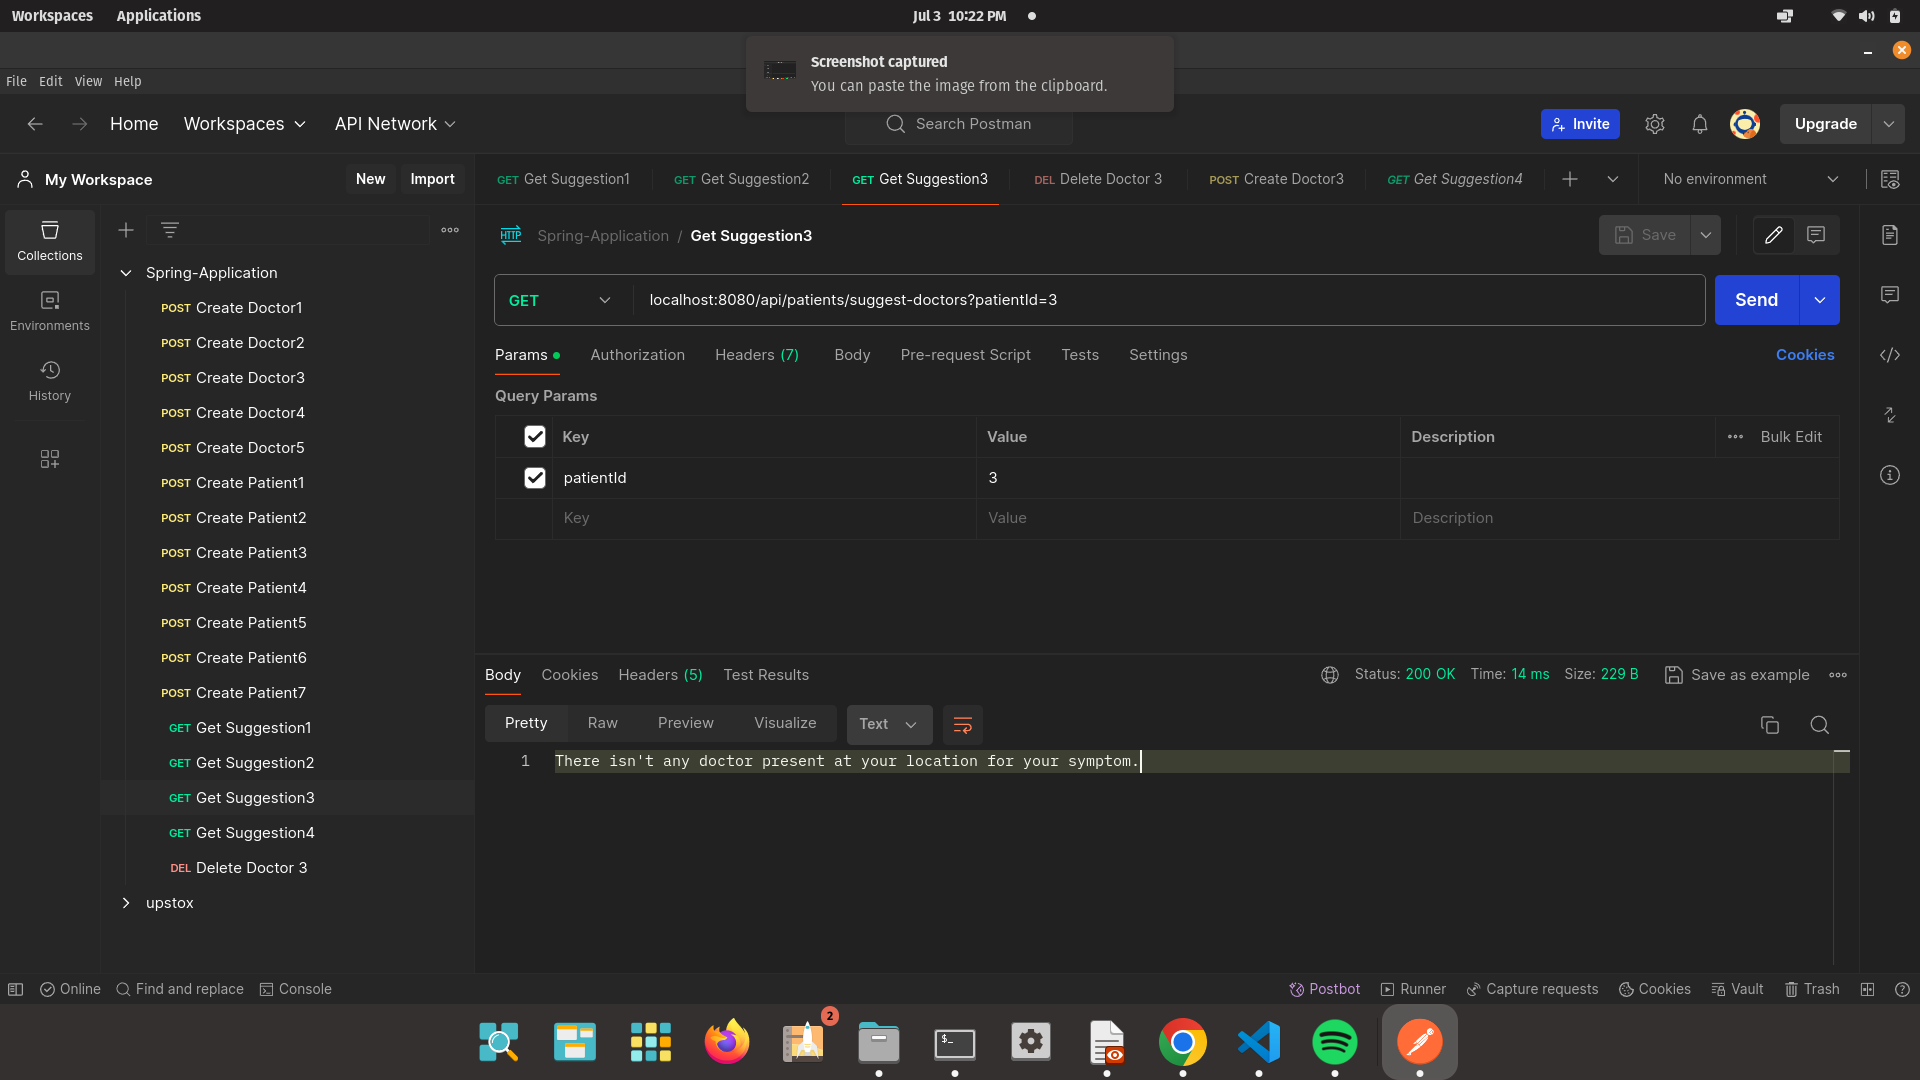 Workspaces Applications Jul 3 10:22 PM
Screenshot captured
You can paste the image from the clipboard.
File Edit View Help
Home Workspaces API Network Search Postman Invite Upgrade
My Workspace New Import
GET Get Suggestion1 GET Get Suggestion2 GET Get Suggestion3 DEL Delete Doctor 3 POST Create Doctor3 GET Get Suggestion4 No environment
Collections
Environments
History
Spring-Application
POST Create Doctor1
POST Create Doctor2
POST Create Doctor3
POST Create Doctor4
POST Create Doctor5
POST Create Patient1
POST Create Patient2
POST Create Patient3
POST Create Patient4
POST Create Patient5
POST Create Patient6
POST Create Patient7
GET Get Suggestion1
GET Get Suggestion2
GET Get Suggestion3
GET Get Suggestion4
DEL Delete Doctor 3
upstox
HTTP Spring-Application / Get Suggestion3 Save
GET localhost:8080/api/patients/suggest-doctors?patientId=3 Send
Params Authorization Headers (7) Body Pre-request Script Tests Settings Cookies
Query Params
Key Value Description Bulk Edit
patientId 3
Key Value Description
Body Cookies Headers (5) Test Results Status: 200 OK Time: 14 ms Size: 229 B Save as example
Pretty Raw Preview Visualize Text
1 There isn't any doctor present at your location for your symptom.
Online Find and replace Console Postbot Runner Capture requests Cookies Vault Trash
2
$_